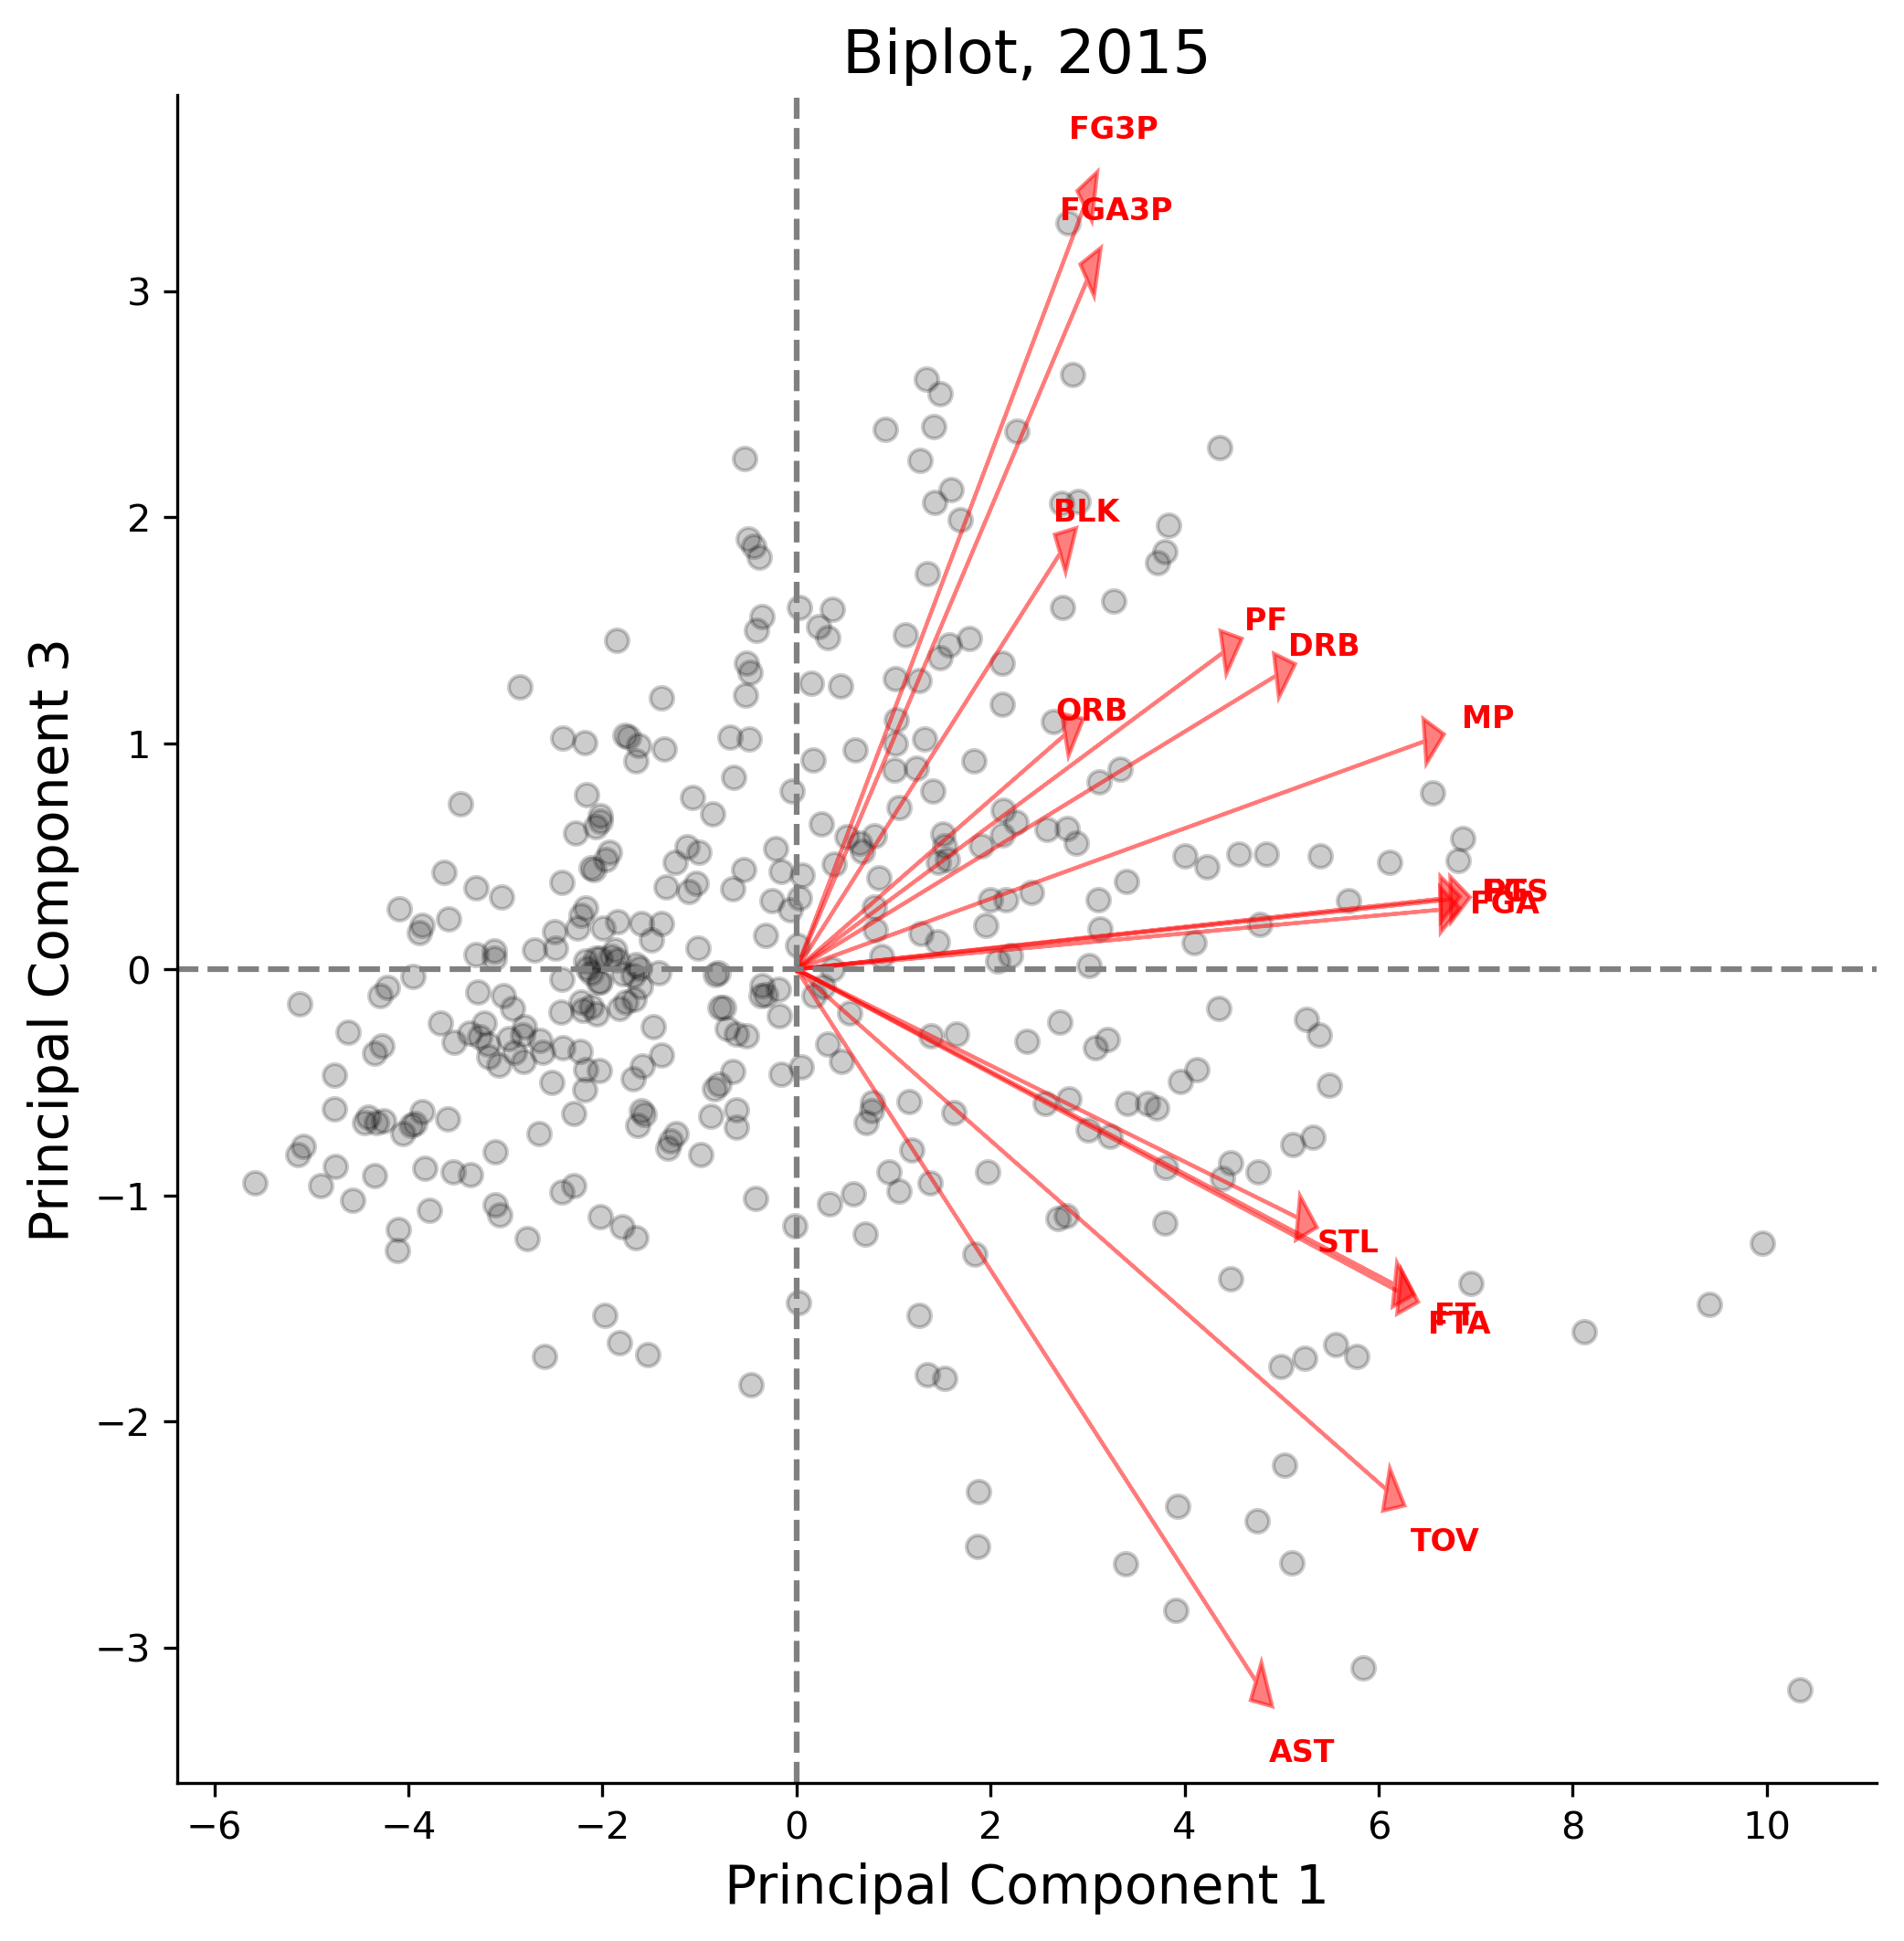 Biplot, 2015
FG3P
FGA3P
BLK
PF
DRB
ORB
MP
PTS
FGA
STL
FT
FTA
TOV
AST
Principal Component 3
3
2
1
0
−1
−2
−3
−6
−4
−2
0
2
4
6
8
10
Principal Component 1